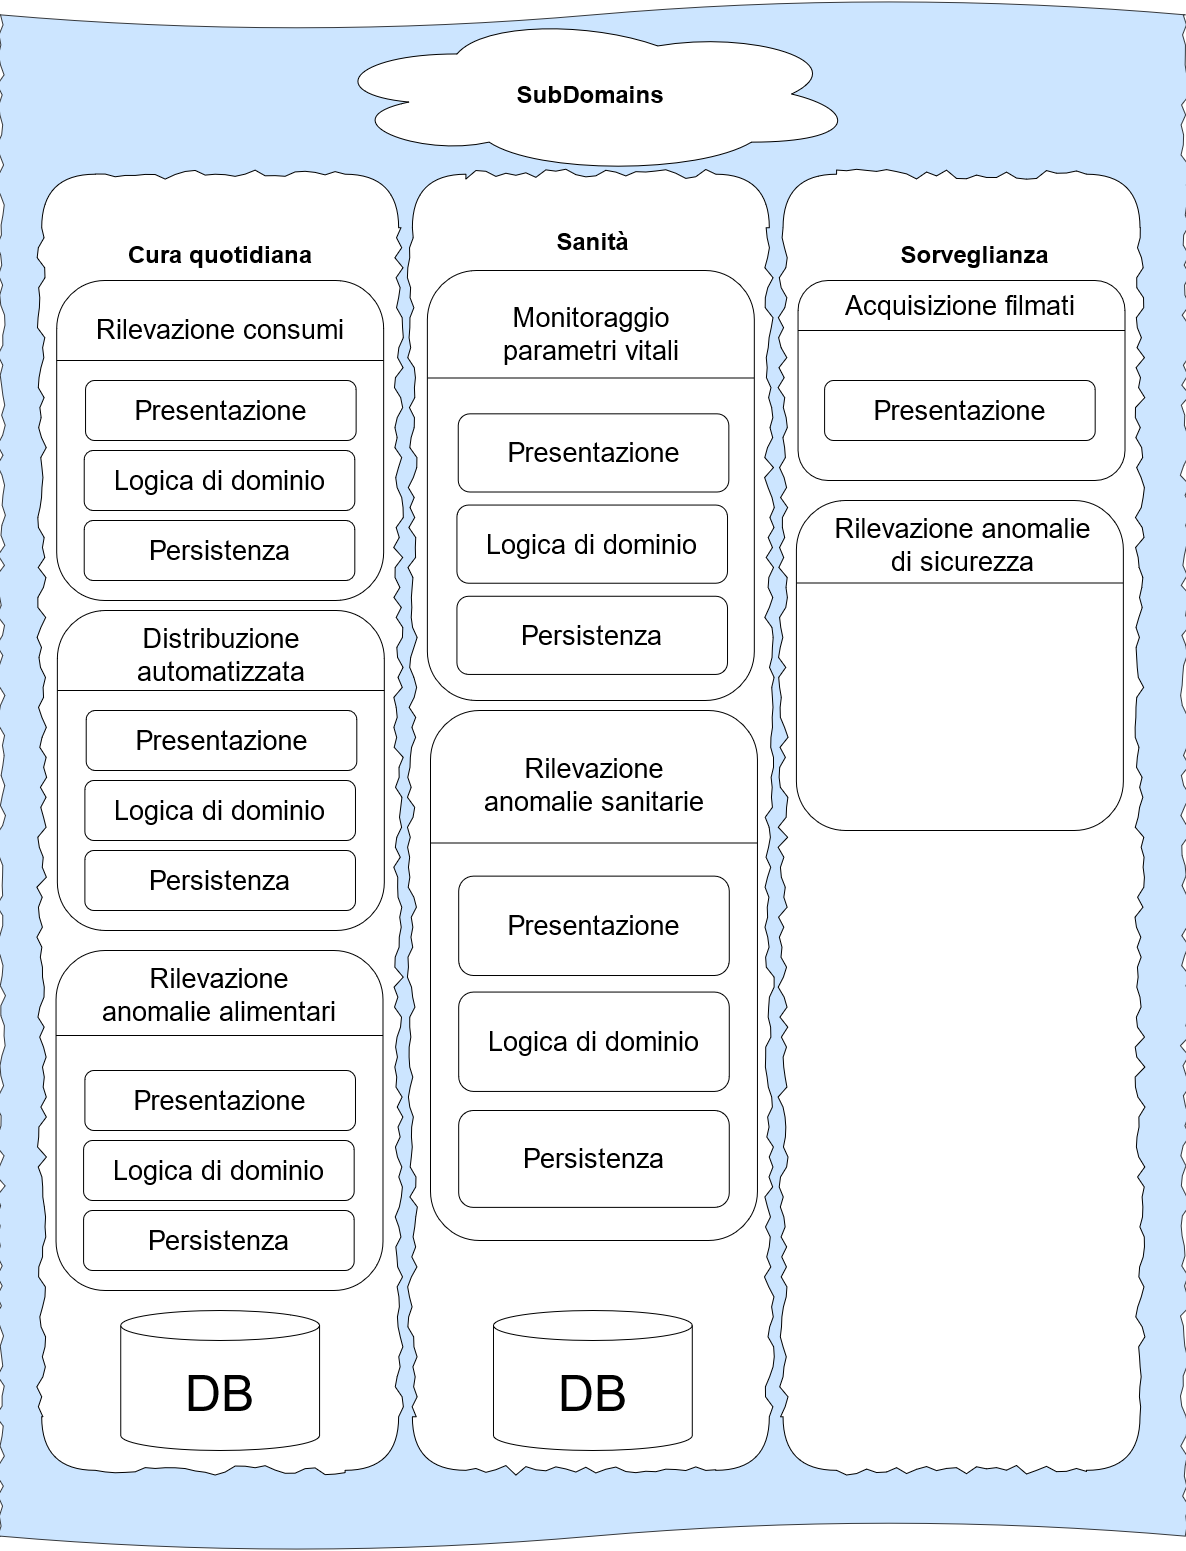 SubDomains
Cura quotidiana
Rilevazione consumi
Presentazione
Logica di dominio
Persistenza
Distribuzione
automatizzata
Presentazione
Logica di dominio
Persistenza
Rilevazione
anomalie alimentari
Presentazione
Logica di dominio
Persistenza
DB
Sanità
Monitoraggio
parametri vitali
Presentazione
Logica di dominio
Persistenza
Rilevazione
anomalie sanitarie
Presentazione
Logica di dominio
Persistenza
DB
Sorveglianza
Acquisizione filmati
Presentazione
Rilevazione anomalie
di sicurezza